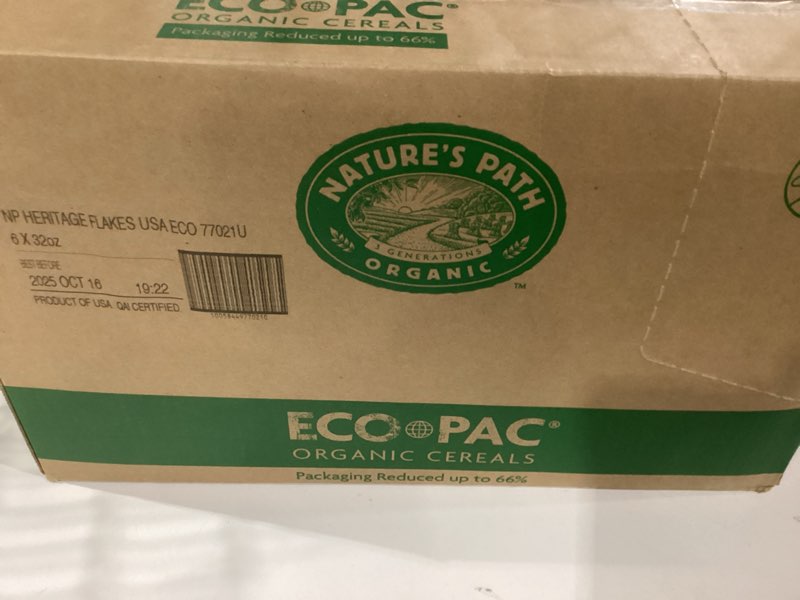 ECO PAC®
ORGANIC CEREALS
Packaging Reduced up to 66%
NATURE'S PATH
3 GENERATIONS
ORGANIC
TM
NP HERITAGE FLAKES USA ECO 77021U
6 X 32oz
BEST BEFORE
2025 OCT 16 19:22
PRODUCT OF USA QAI CERTIFIED
ECO PAC®
ORGANIC CEREALS
Packaging Reduced up to 66%